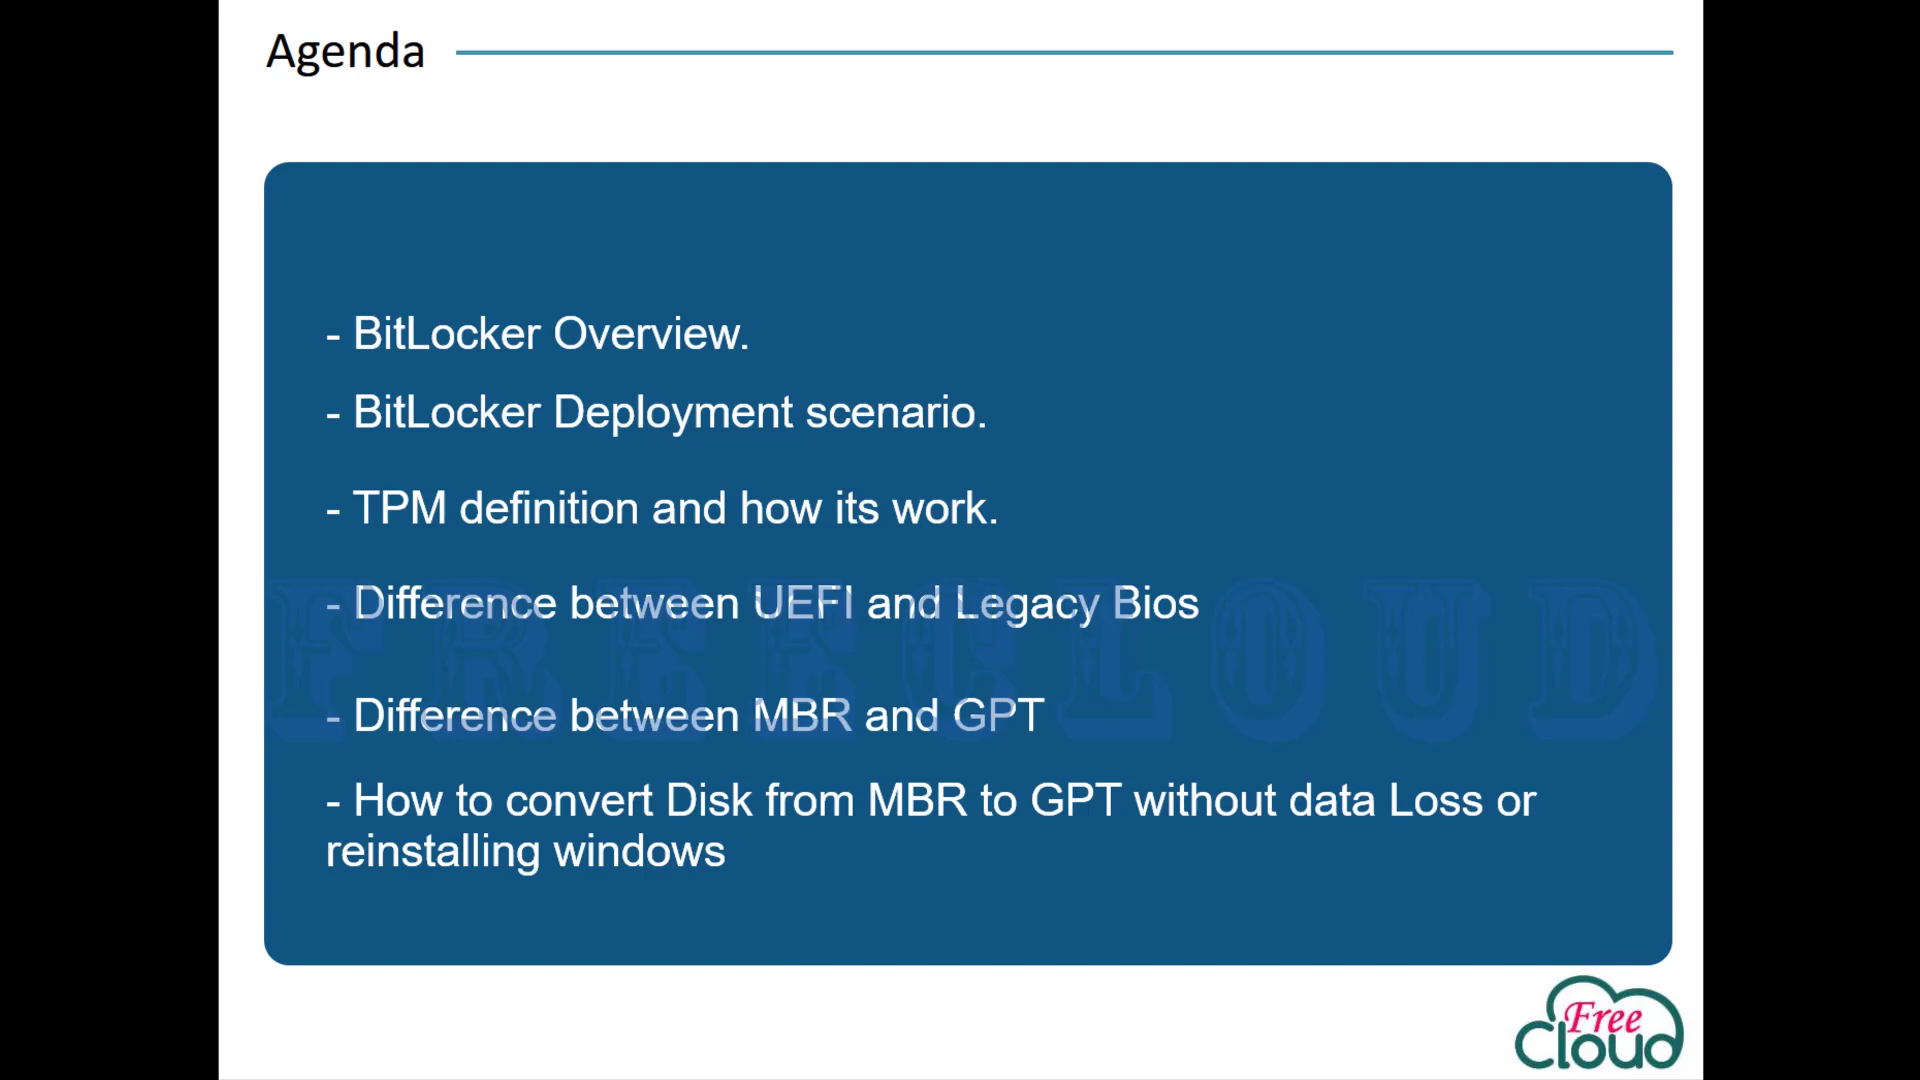 Agenda
- BitLocker Overview.
- BitLocker Deployment scenario.
- TPM definition and how its work.
- Difference between UEFI and Legacy Bios
FREECLOUD
- Difference between MBR and GPT
- How to convert Disk from MBR to GPT without data Loss or
reinstalling windows
Free
Cloud